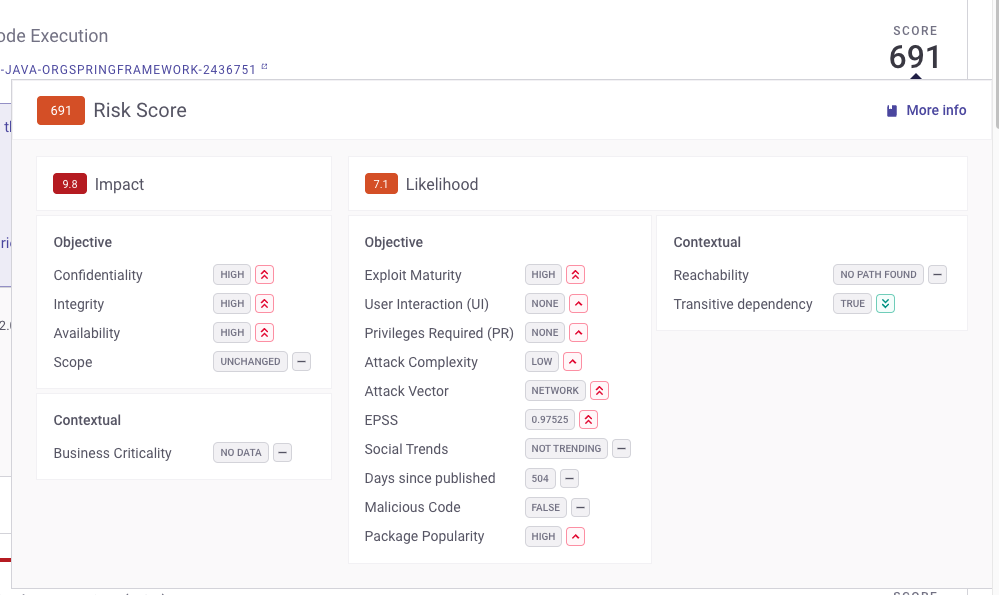 ode Execution
SCORE
-JAVA-ORGSPRINGFRAMEWORK-2436751
691
691 Risk Score
More info
9.8 Impact
7.1 Likelihood
Objective
Confidentiality HIGH
Integrity HIGH
Availability HIGH
Scope UNCHANGED
Contextual
Business Criticality NO DATA
Objective
Exploit Maturity HIGH
User Interaction (UI) NONE
Privileges Required (PR) NONE
Attack Complexity LOW
Attack Vector NETWORK
EPSS 0.97525
Social Trends NOT TRENDING
Days since published 504
Malicious Code FALSE
Package Popularity HIGH
Contextual
Reachability NO PATH FOUND
Transitive dependency TRUE